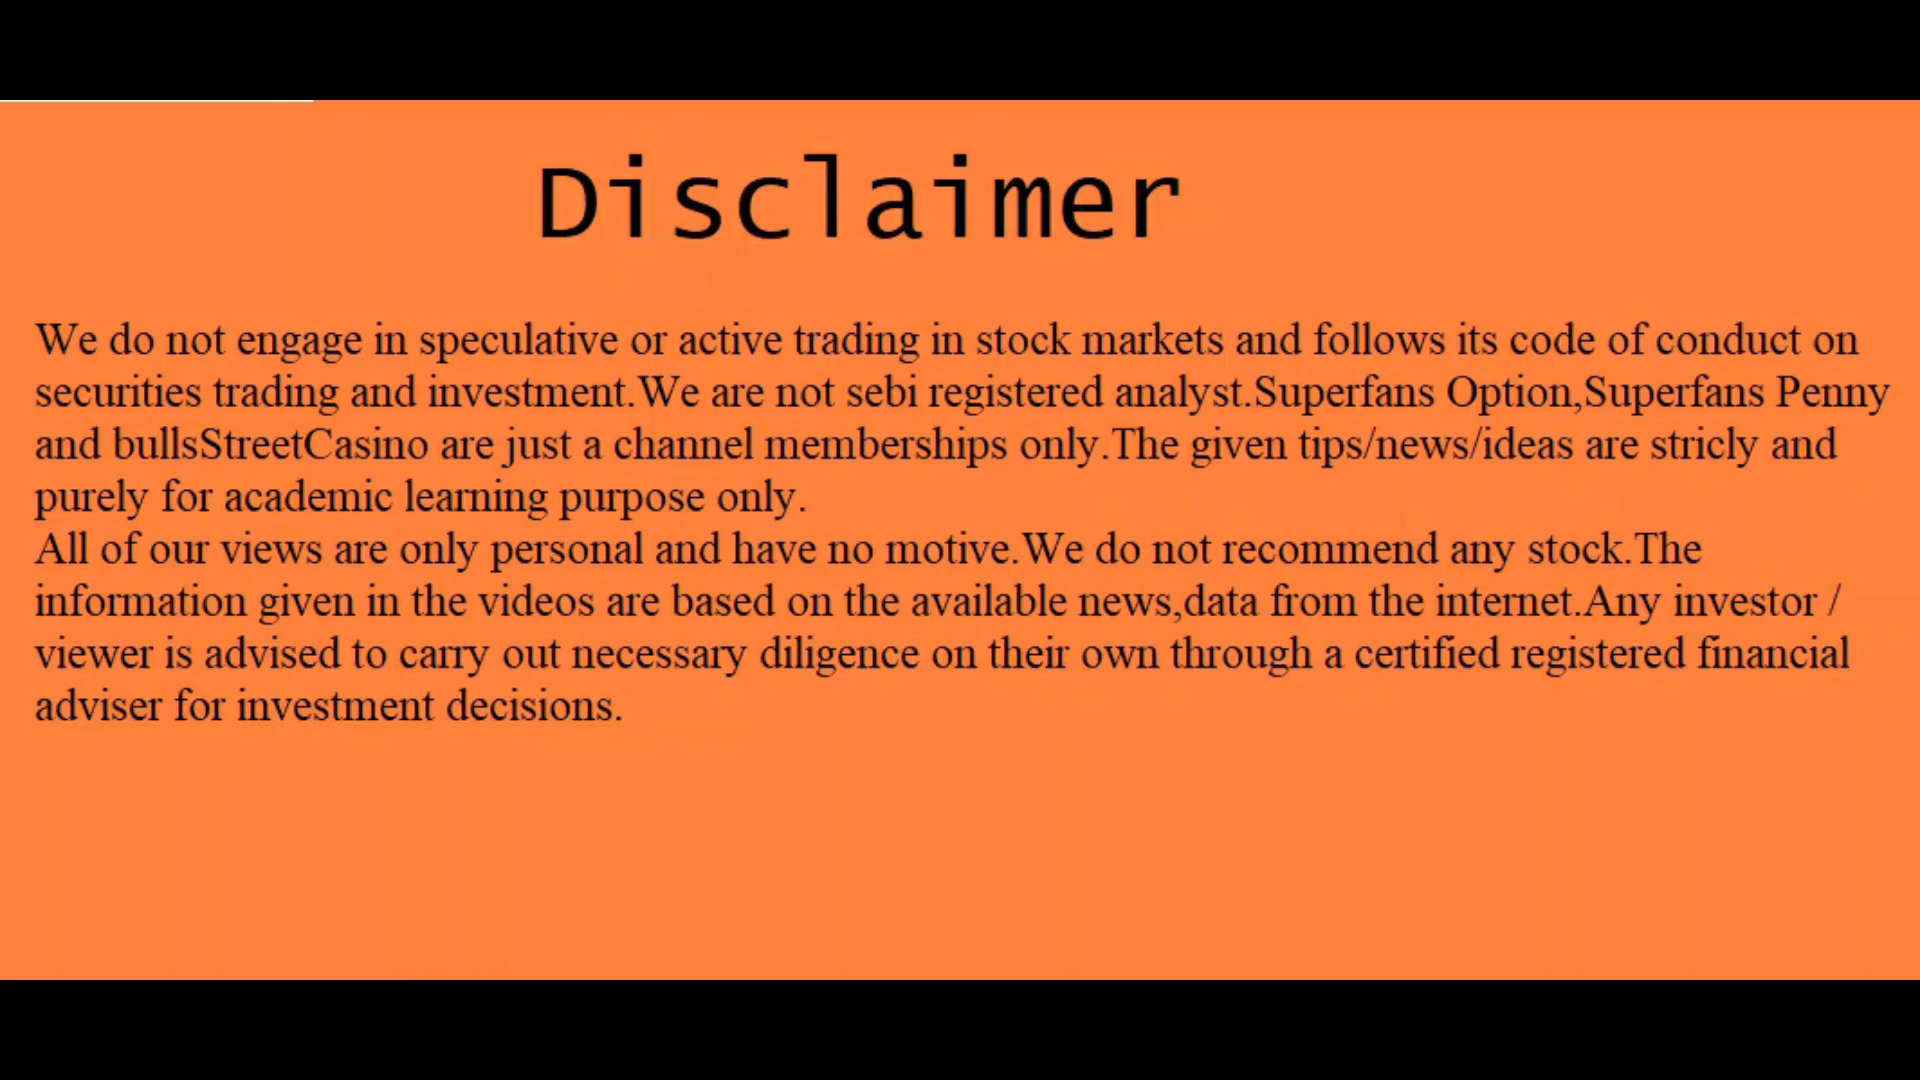 Disclaimer
We do not engage in speculative or active trading in stock markets and follows its code of conduct on
securities trading and investment.We are not sebi registered analyst.Superfans Option,Superfans Penny
and bullsStreetCasino are just a channel memberships only.The given tips/news/ideas are stricly and
purely for academic learning purpose only.
All of our views are only personal and have no motive.We do not recommend any stock.The
information given in the videos are based on the available news,data from the internet.Any investor /
viewer is advised to carry out necessary diligence on their own through a certified registered financial
adviser for investment decisions.